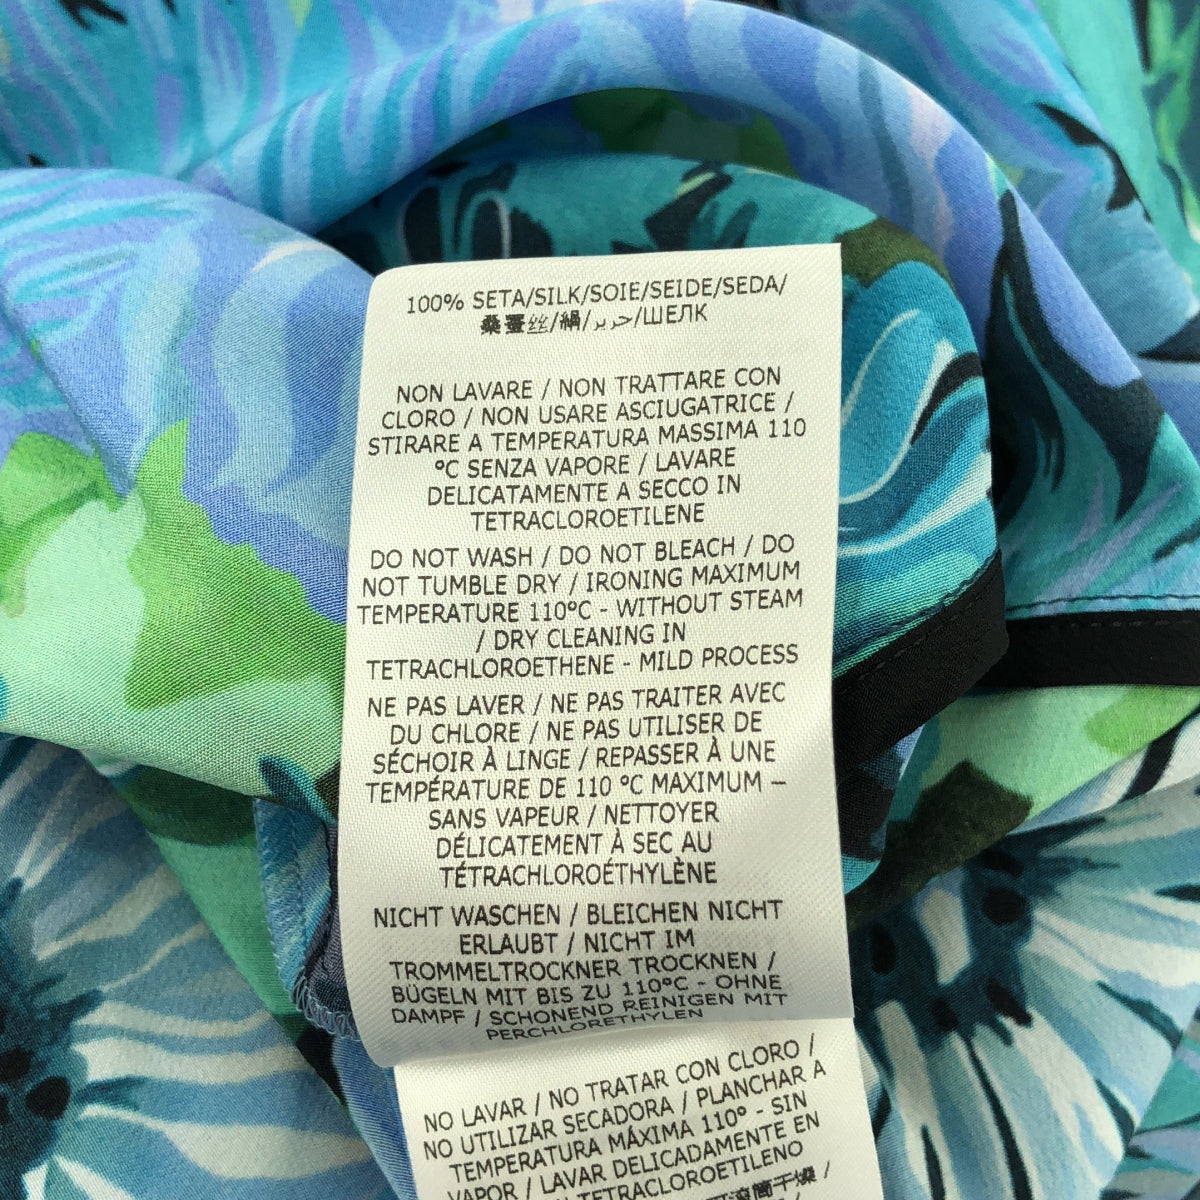 100% SETA/SILK/SOIE/SEIDE/SEDA/
桑蚕丝/絹/حرير/ШЕЛК
NON LAVARE / NON TRATTARE CON
CLORO / NON USARE ASCIUGATRICE /
STIRARE A TEMPERATURA MASSIMA 110
°C SENZA VAPORE / LAVARE
DELICATAMENTE A SECCO IN
TETRACLOROETILENE
DO NOT WASH / DO NOT BLEACH / DO
NOT TUMBLE DRY / IRONING MAXIMUM
TEMPERATURE 110°C - WITHOUT STEAM
/ DRY CLEANING IN
TETRACHLOROETHENE - MILD PROCESS
NE PAS LAVER / NE PAS TRAITER AVEC
DU CHLORE / NE PAS UTILISER DE
SÉCHOIR À LINGE / REPASSER À UNE
TEMPÉRATURE DE 110 °C MAXIMUM –
SANS VAPEUR / NETTOYER
DÉLICATEMENT À SEC AU
TÉTRACHLOROÉTHYLÈNE
NICHT WASCHEN / BLEICHEN NICHT
ERLAUBT / NICHT IM
TROMMELTROCKNER TROCKNEN /
BÜGELN MIT BIS ZU 110°C - OHNE
DAMPF / SCHONEND REINIGEN MIT
PERCHLORETHYLEN
NO LAVAR / NO TRATAR CON CLORO /
NO UTILIZAR SECADORA / PLANCHAR A
TEMPERATURA MÁXIMA 110° - SIN
VAPOR / LAVAR DELICADAMENTE EN
TETRACLOROETILENO
滚筒干燥/